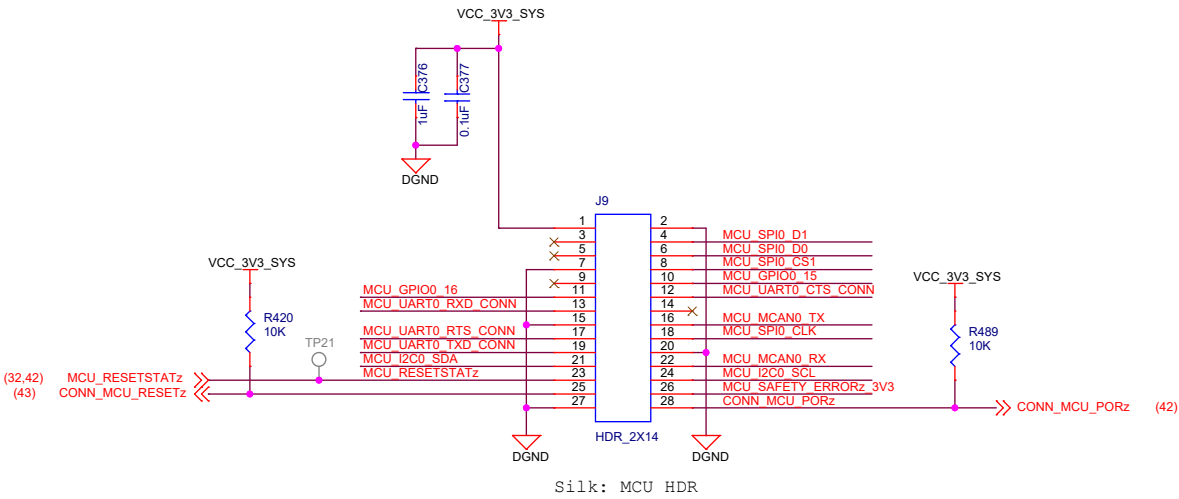 VCC_3V3_SYS
C376
1uF
C377
0.1uF
DGND
J9
1 2
3 4 MCU_SPI0_D1
5 6 MCU_SPI0_D0
7 8 MCU_SPI0_CS1
VCC_3V3_SYS
9 10 MCU_GPIO0_15
VCC_3V3_SYS
MCU_GPIO0_16 11 12 MCU_UART0_CTS_CONN
MCU_UART0_RXD_CONN 13 14
15 16 MCU_MCAN0_TX
R420
10K
MCU_UART0_RTS_CONN 17 18 MCU_SPI0_CLK
R489
10K
TP21
MCU_UART0_TXD_CONN 19 20
MCU_I2C0_SDA 21 22 MCU_MCAN0_RX
(32,42) MCU_RESETSTATz MCU_RESETSTATz 23 24 MCU_I2C0_SCL
(43) CONN_MCU_RESETz 25 26 MCU_SAFETY_ERRORz_3V3
27 28 CONN_MCU_PORz CONN_MCU_PORz (42)
HDR_2X14
DGND
DGND
Silk: MCU HDR